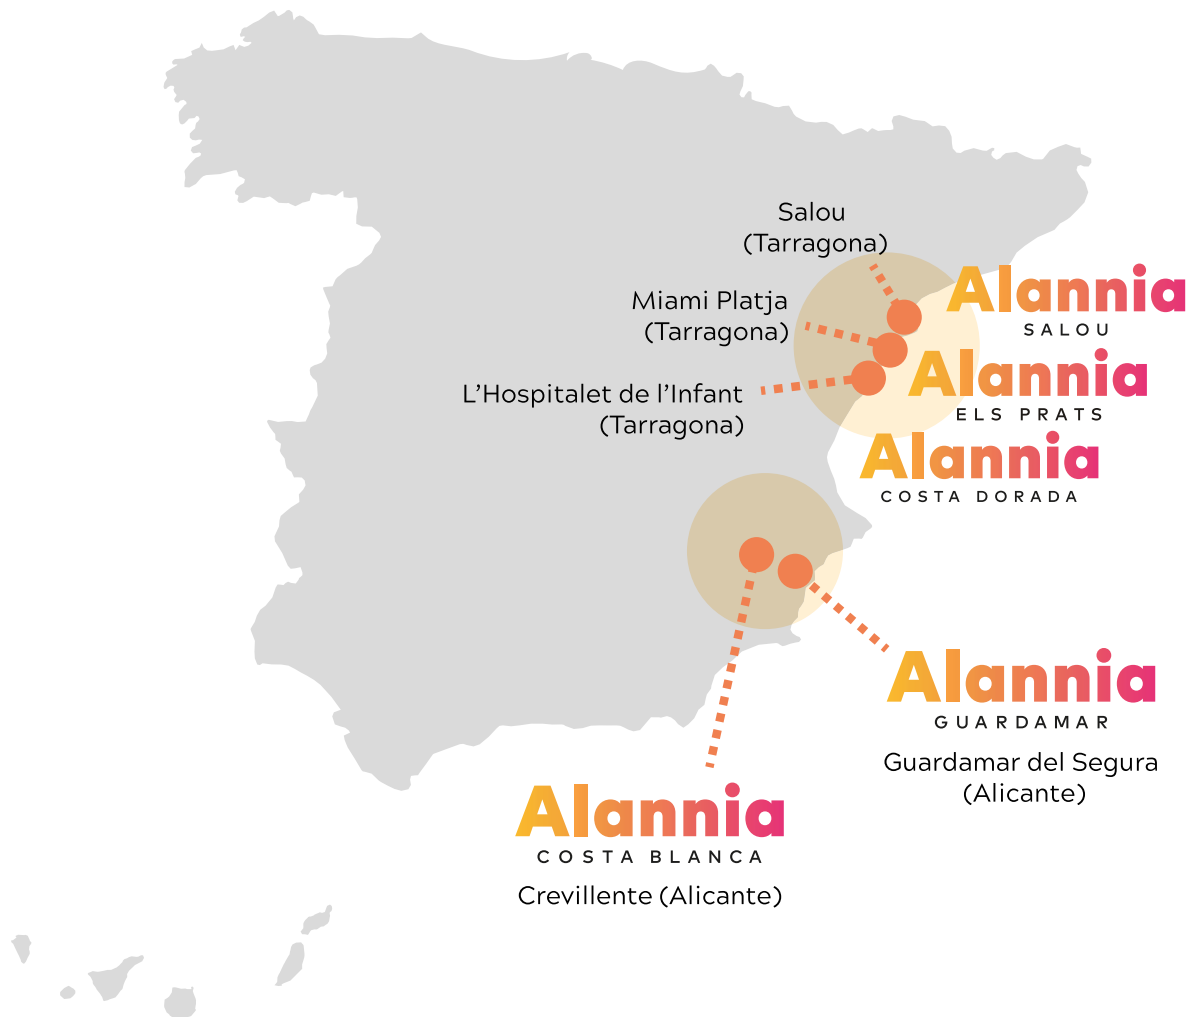 Salou
(Tarragona)
Alannia
SALOU
Miami Platja
(Tarragona)
Alannia
ELS PRATS
L’Hospitalet de l’Infant
(Tarragona)
Alannia
COSTA DORADA
Alannia
GUARDAMAR
Guardamar del Segura
(Alicante)
Alannia
COSTA BLANCA
Crevillente (Alicante)